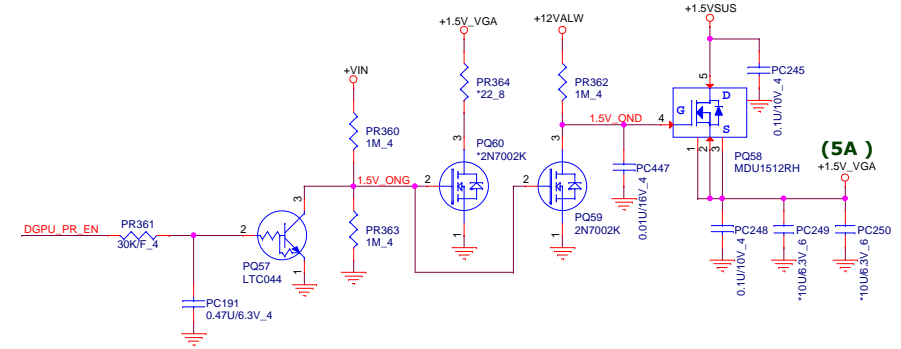 +1.5V_VGA
+12VALW
+1.5VSUS
+VIN
PR364
*22_8
PR362
1M_4
5
PC245
0.1U/10V_4
D
G
S
PR360
1M_4
3
PQ60
*2N7002K
3
1.5V_OND
4
1
2
3
PQ58
MDU1512RH
(5A )
+1.5V_VGA
PC447
0.01U/16V_4
1.5V_ONG
2
2
3
PQ59
2N7002K
1
1
DGPU_PR_EN
PR361
30K/F_4
2
PQ57
LTC044
1
PR363
1M_4
PC248
0.1U/10V_4
PC249
*10U/6.3V_6
PC250
*10U/6.3V_6
PC191
0.47U/6.3V_4